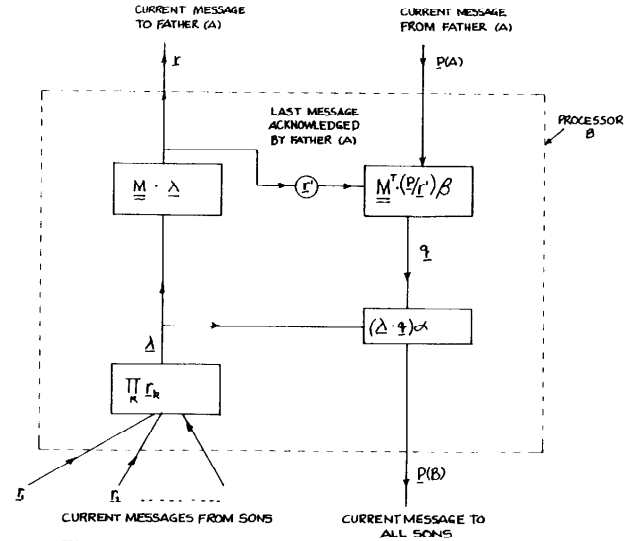 CURRENT MESSAGE
TO FATHER (A)
CURRENT MESSAGE
FROM FATHER (A)
r
P(A)
LAST MESSAGE
ACKNOWLEDGED
BY FATHER (A)
PROCESSOR
B
M · λ
r'
M^T·(P/r')β
q
(λ · q)α
λ
∏_k r_k
P(B)
r_1
r_2
CURRENT MESSAGES FROM SONS
CURRENT MESSAGE TO
ALL SONS